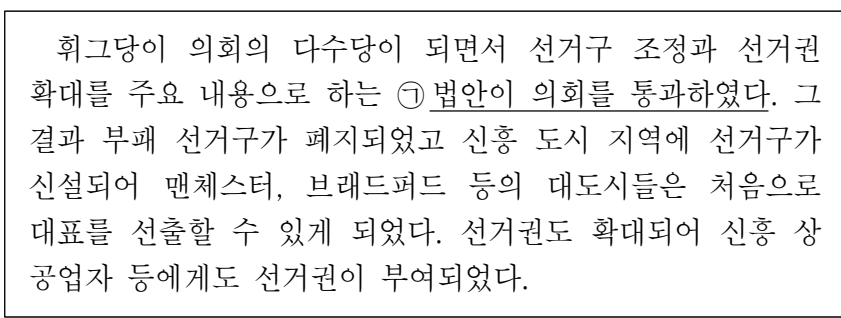 휘그당이 의회의 다수당이 되면서 선거구 조정과 선거권
확대를 주요 내용으로 하는 ㉠법안이 의회를 통과하였다. 그
결과 부패 선거구가 폐지되었고 신흥 도시 지역에 선거구가
신설되어 맨체스터, 브래드퍼드 등의 대도시들은 처음으로
대표를 선출할 수 있게 되었다. 선거권도 확대되어 신흥 상
공업자 등에게도 선거권이 부여되었다.